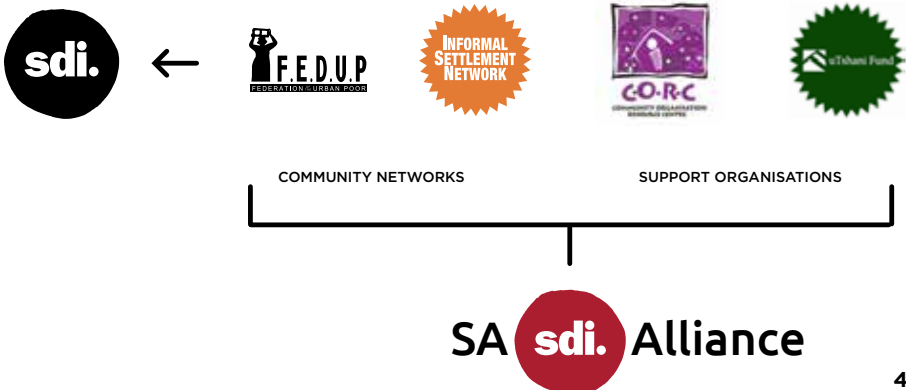 sdi.
F.E.D.U.P
FEDERATION OF THE URBAN POOR
INFORMAL
SETTLEMENT
NETWORK
C·O·R·C
COMMUNITY ORGANISATION
RESOURCE CENTRE
uTshani Fund
COMMUNITY NETWORKS
SUPPORT ORGANISATIONS
SA sdi. Alliance
4